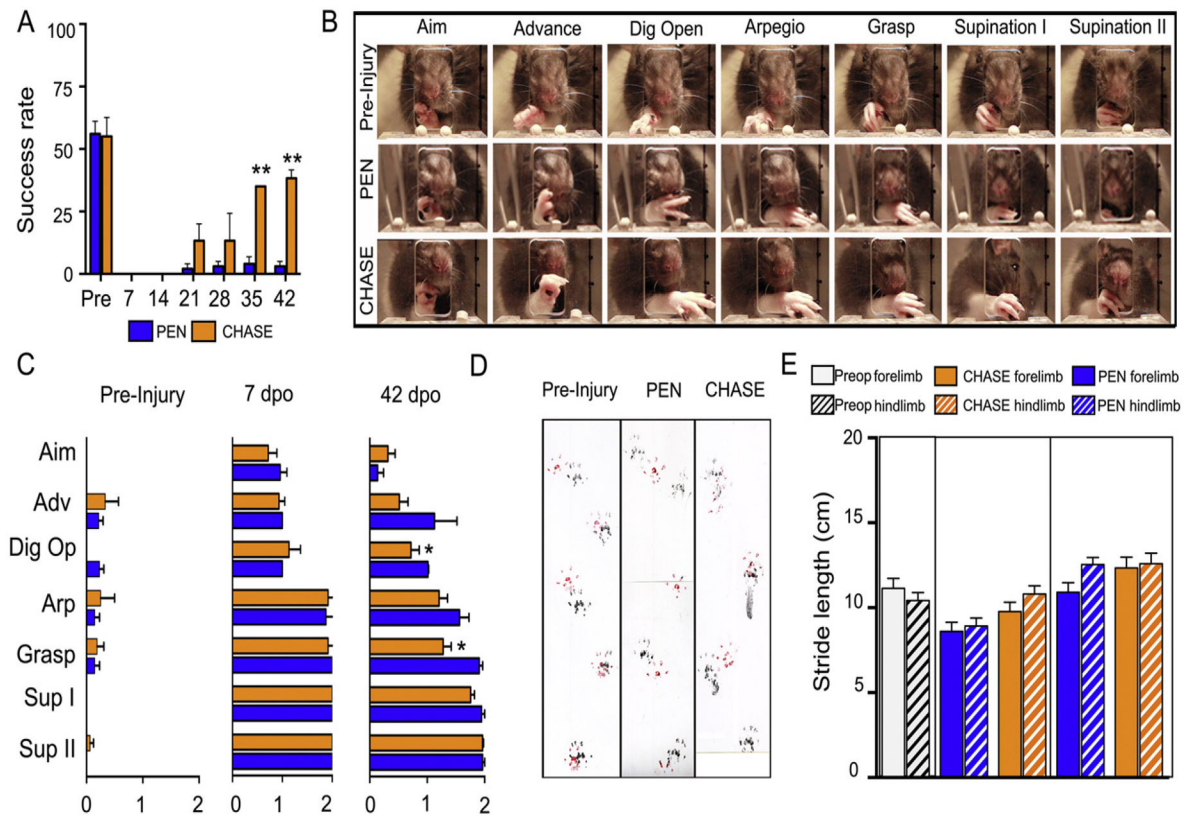 A
100
75
50
25
0
Success rate
**
**
Pre 7 14 21 28 35 42
PEN CHASE
B
Aim Advance Dig Open Arpegio Grasp Supination I Supination II
Pre-Injury
PEN
CHASE
C
Pre-Injury 7 dpo 42 dpo
Aim
Adv
Dig Op
*
Arp
Grasp
*
Sup I
Sup II
0 1 2 0 1 2 0 1 2
D
Pre-Injury PEN CHASE
E
Preop forelimb CHASE forelimb PEN forelimb
Preop hindlimb CHASE hindlimb PEN hindlimb
20
15
10
5
0
Stride length (cm)